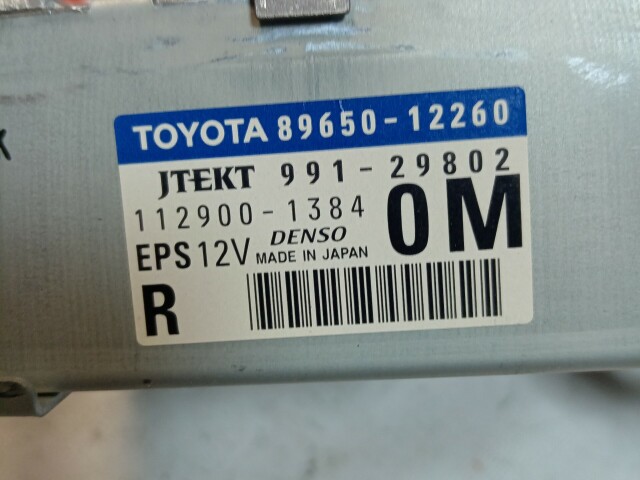 TOYOTA 89650-12260
JTEKT 991-29802
112900-1384
0M
EPS 12V DENSO
MADE IN JAPAN
R